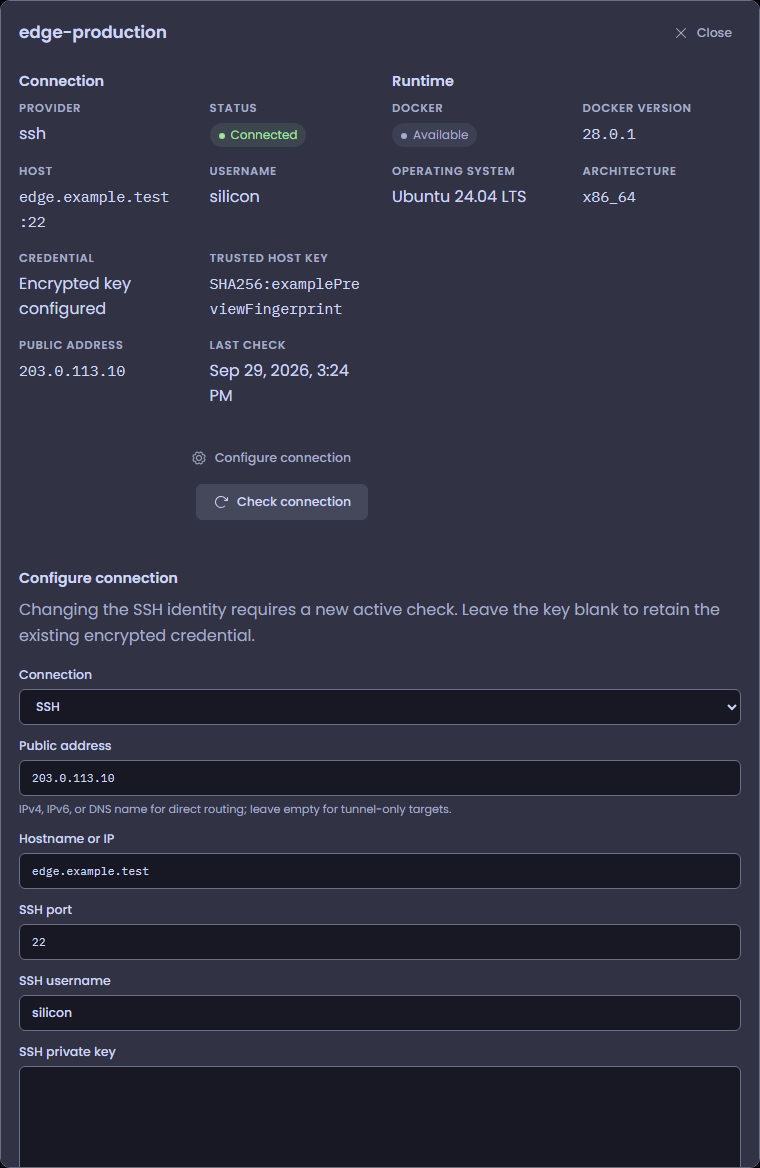 edge-production
Close
Connection
PROVIDER
ssh
STATUS
Connected
HOST
edge.example.test
:22
USERNAME
silicon
CREDENTIAL
Encrypted key
configured
TRUSTED HOST KEY
SHA256:examplePre
viewFingerprint
PUBLIC ADDRESS
203.0.113.10
LAST CHECK
Sep 29, 2026, 3:24
PM
Configure connection
Check connection
Runtime
DOCKER
Available
DOCKER VERSION
28.0.1
OPERATING SYSTEM
Ubuntu 24.04 LTS
ARCHITECTURE
x86_64
Configure connection
Changing the SSH identity requires a new active check. Leave the key blank to retain the
existing encrypted credential.
Connection
SSH
Public address
203.0.113.10
IPv4, IPv6, or DNS name for direct routing; leave empty for tunnel-only targets.
Hostname or IP
edge.example.test
SSH port
22
SSH username
silicon
SSH private key